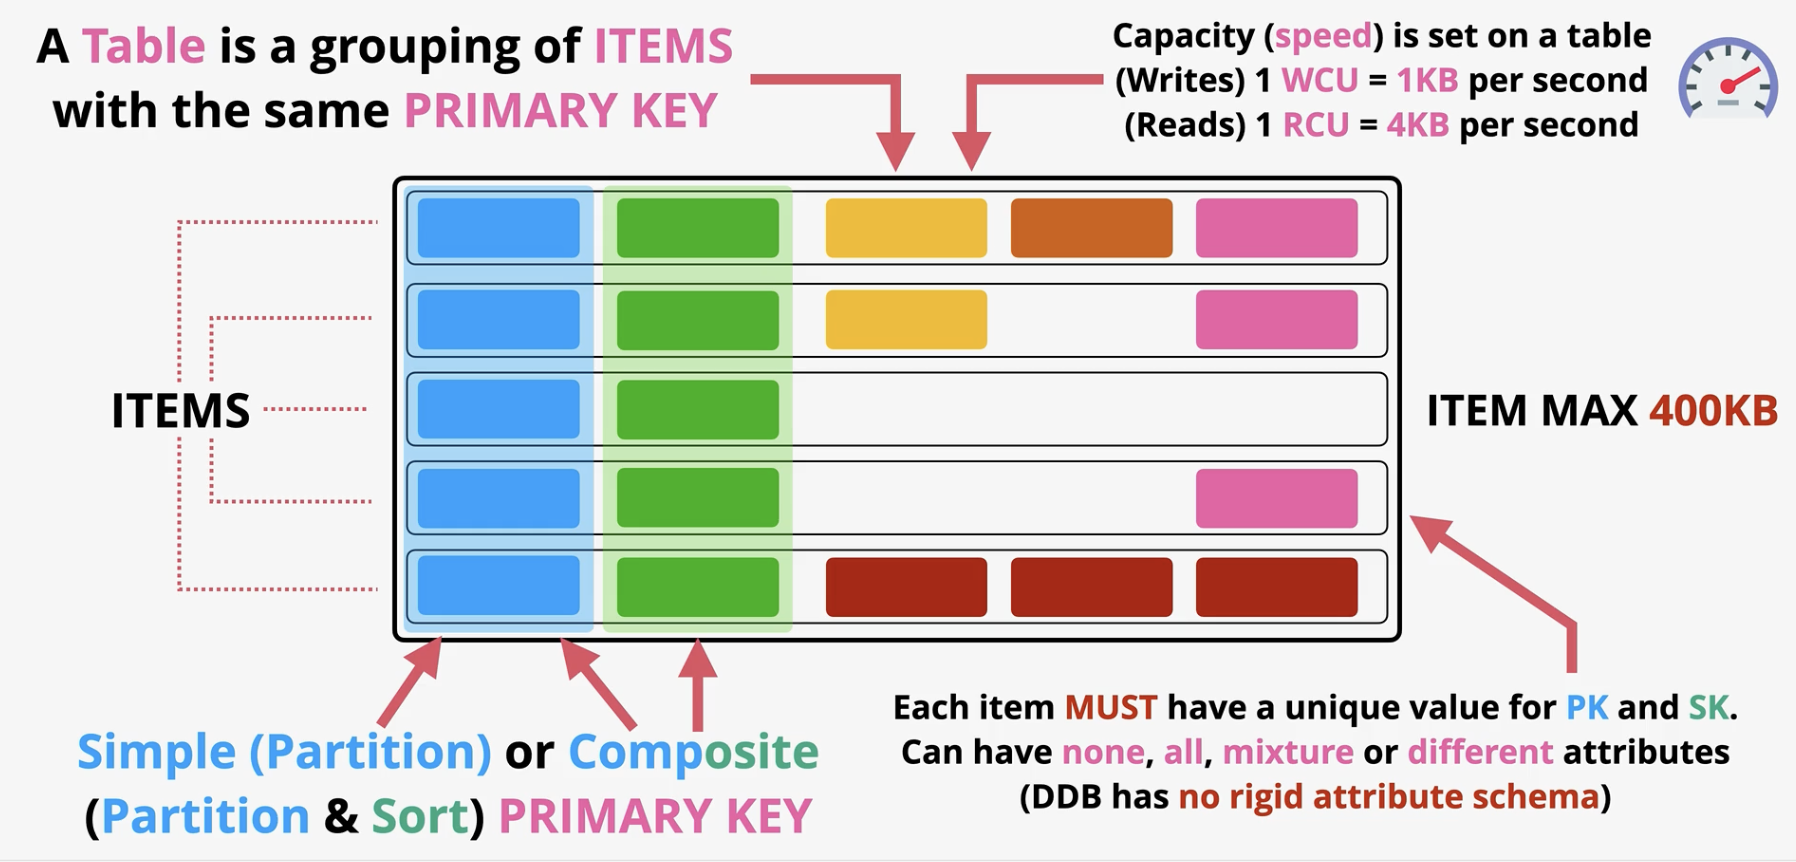 A Table is a grouping of ITEMS
with the same PRIMARY KEY
Capacity (speed) is set on a table
(Writes) 1 WCU = 1KB per second
(Reads) 1 RCU = 4KB per second
ITEMS
ITEM MAX 400KB
Simple (Partition) or Composite
(Partition & Sort) PRIMARY KEY
Each item MUST have a unique value for PK and SK.
Can have none, all, mixture or different attributes
(DDB has no rigid attribute schema)